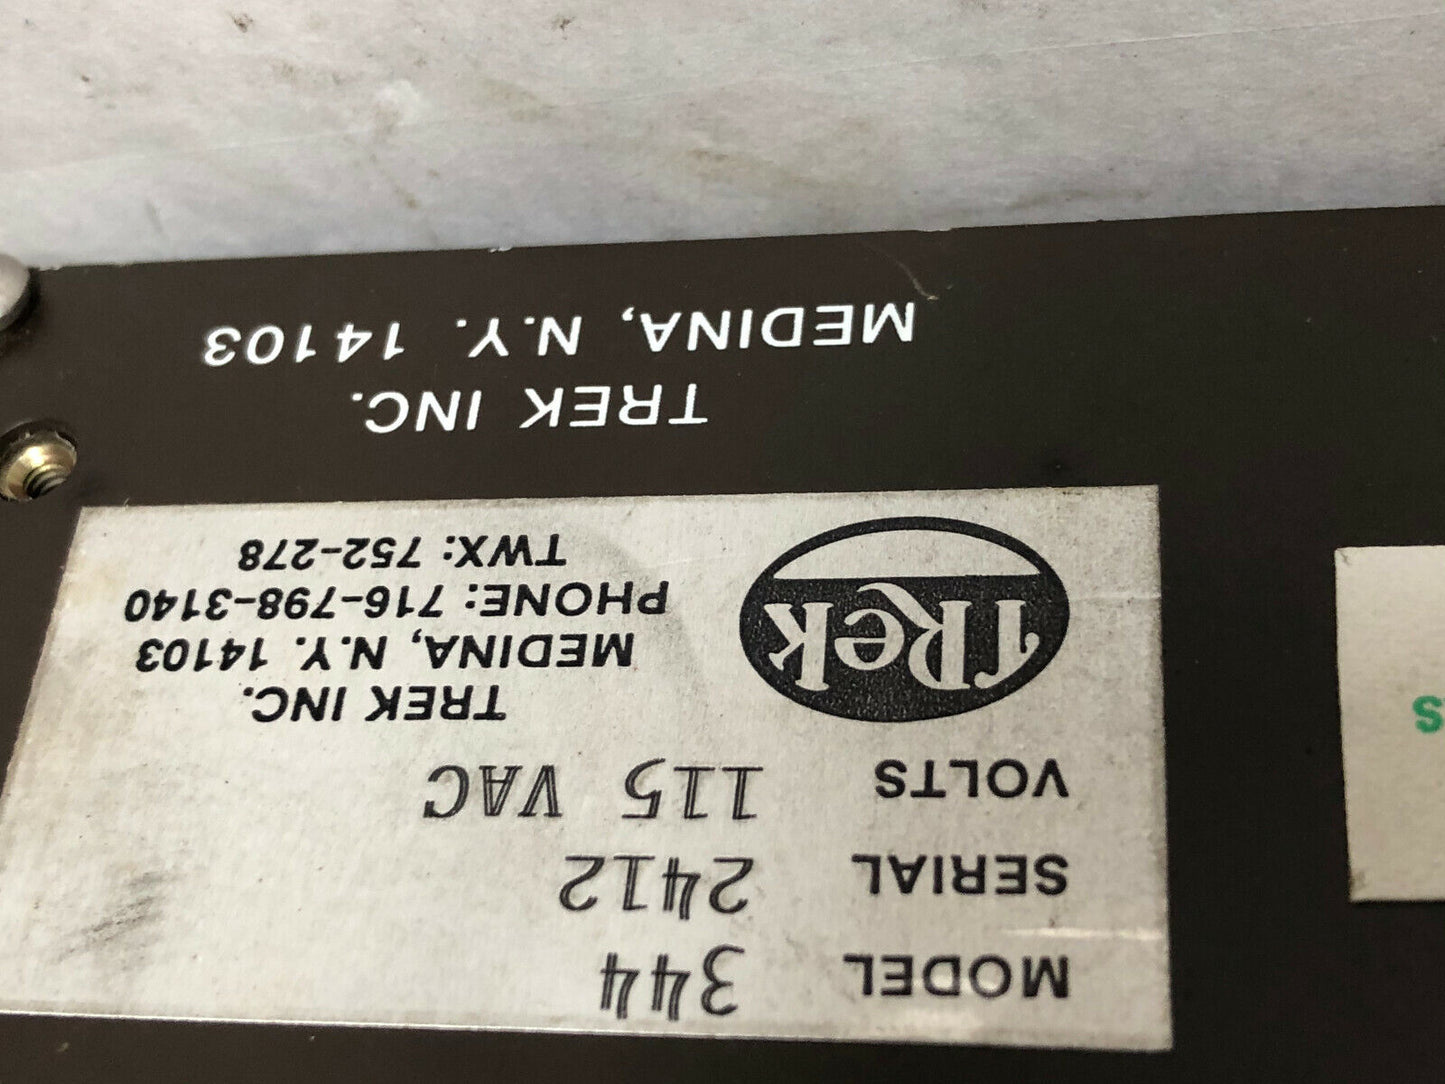 MODEL 344
SERIAL 2412
VOLTS 115 VAC
TREK
TREK INC.
MEDINA, N.Y. 14103
PHONE: 716-798-3140
TWX: 752-278
TREK INC.
MEDINA, N.Y. 14103
S